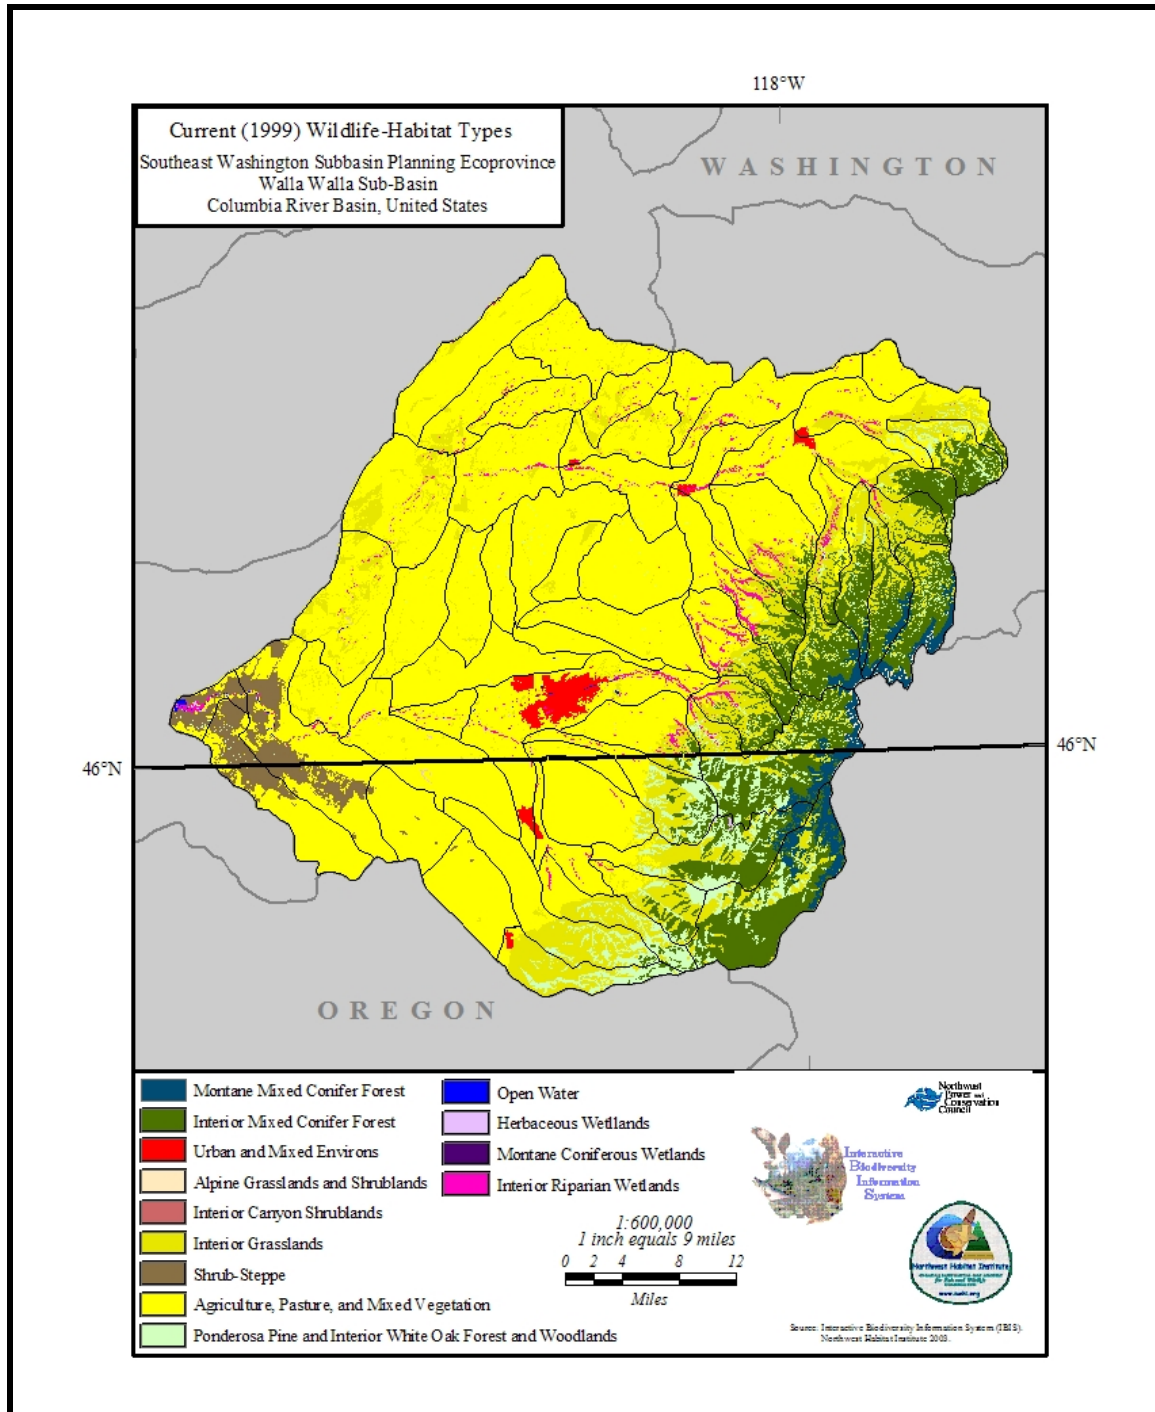 118°W
Current (1999) Wildlife-Habitat Types
Southeast Washington Subbasin Planning Ecoprovince
Walla Walla Sub-Basin
Columbia River Basin, United States
WASHINGTON
46°N
46°N
OREGON
Montane Mixed Conifer Forest
Interior Mixed Conifer Forest
Urban and Mixed Environs
Alpine Grasslands and Shrublands
Interior Canyon Shrublands
Interior Grasslands
Shrub-Steppe
Agriculture, Pasture, and Mixed Vegetation
Ponderosa Pine and Interior White Oak Forest and Woodlands
Open Water
Herbaceous Wetllands
Montane Coniferous Wetlands
Interior Riparian Wetlands
1:600,000
1 inch equals 9 miles
0 2 4 8 12
Miles
Northwest
Power and
Conservation
Council
Interactive
Biodiversity
Information
System
Northwest Habitat Institute
www.nwhi.org
Source: Interactive Biodiversity Information System (IBIS).
Northwest Habitat Institute 2003.